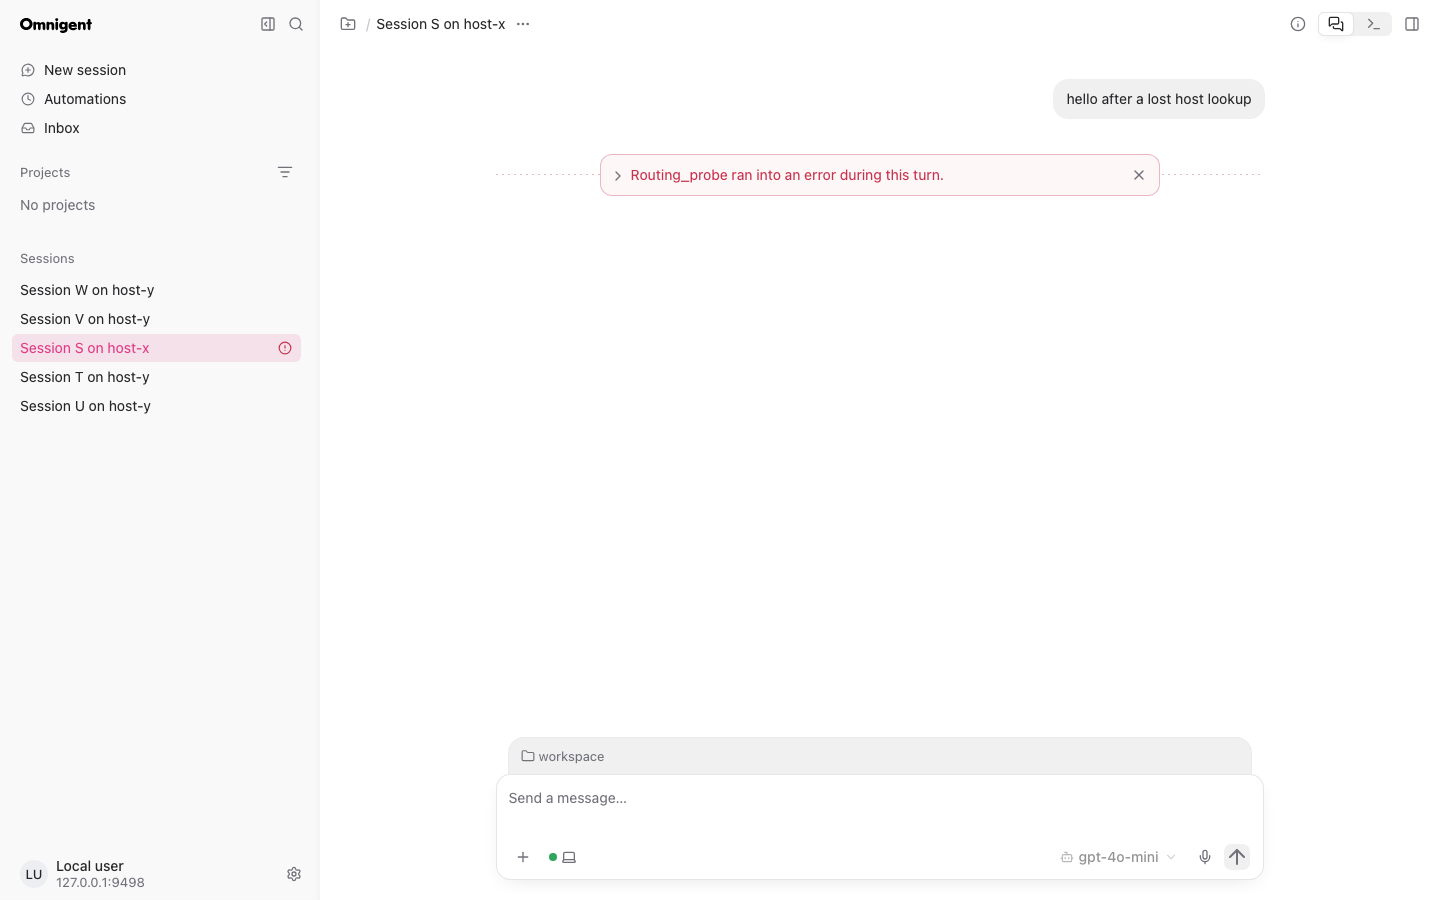 Omnigent
New session
Automations
Inbox
Projects
No projects
Sessions
Session W on host-y
Session V on host-y
Session S on host-x
Session T on host-y
Session U on host-y
LU
Local user
127.0.0.1:9498
/ Session S on host-x
hello after a lost host lookup
Routing_probe ran into an error during this turn.
workspace
Send a message...
gpt-4o-mini